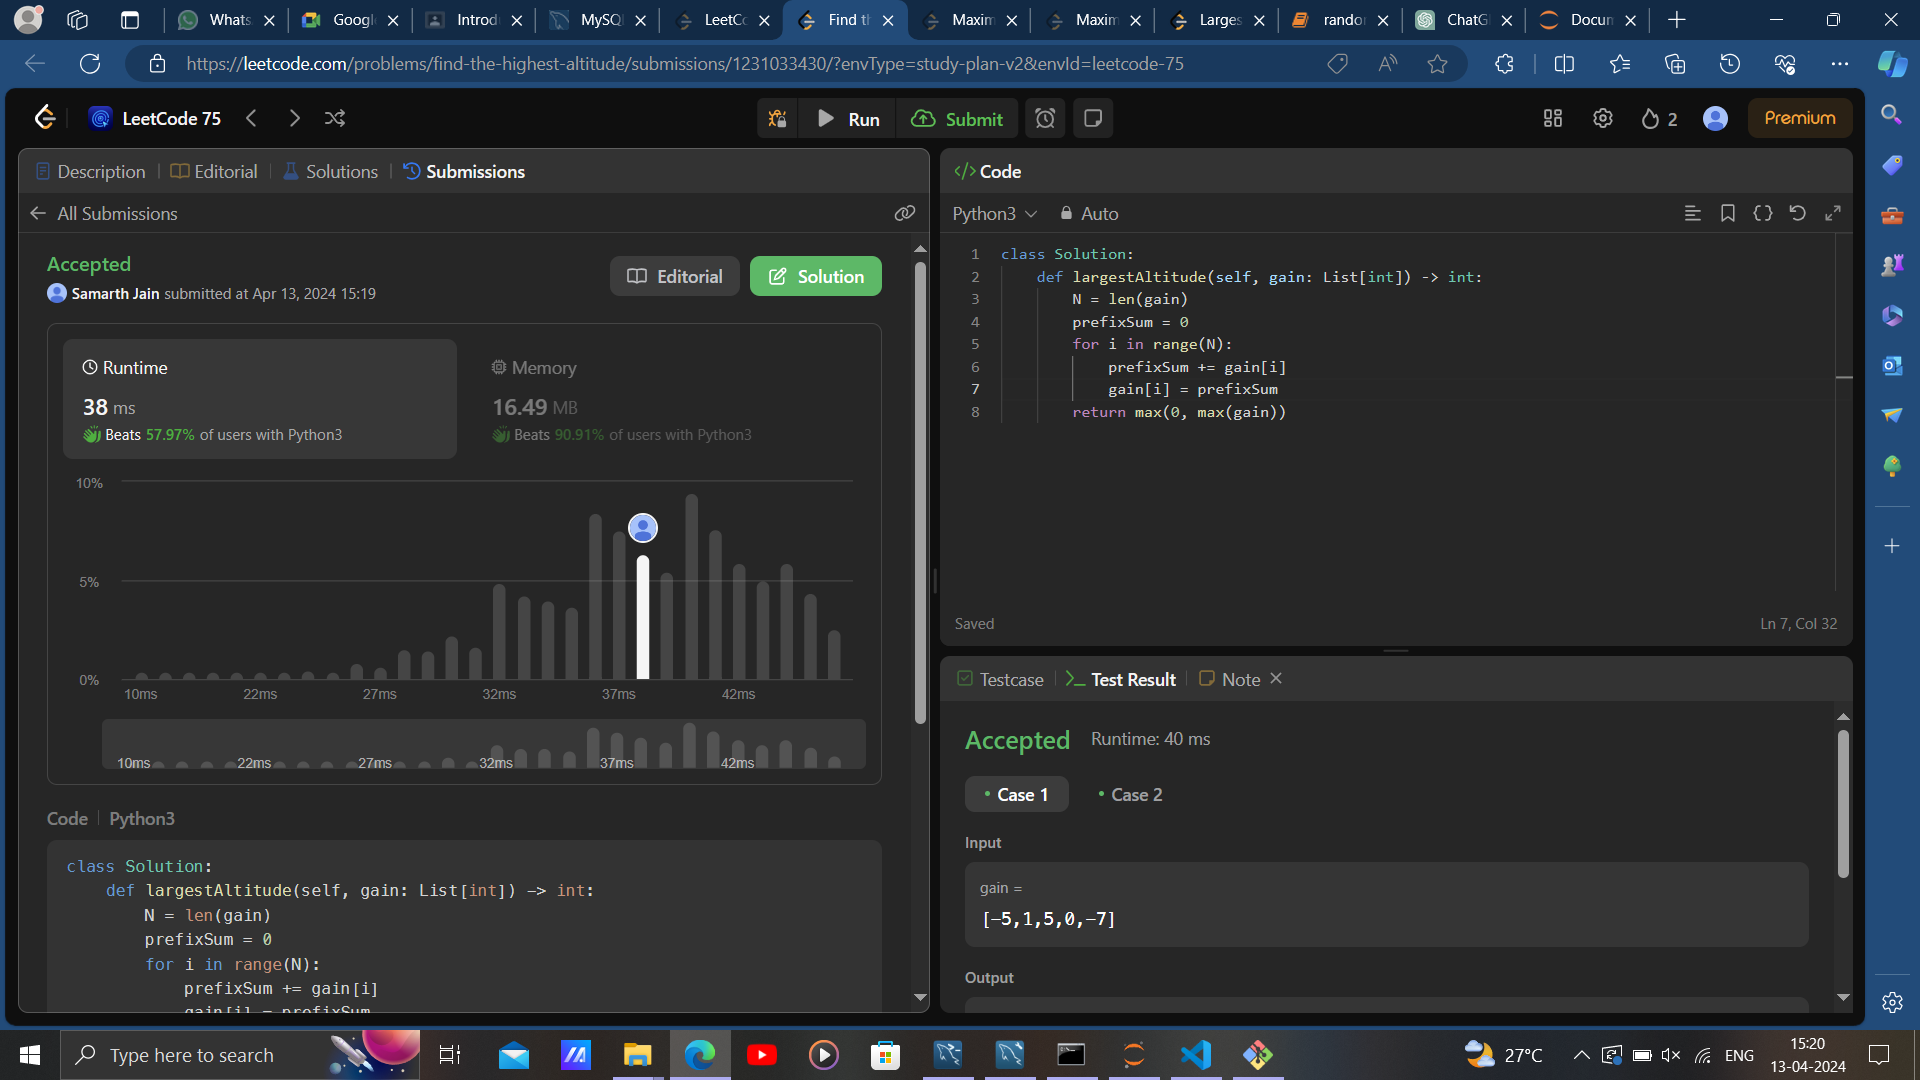 Whats
Google
Introdu
MySQL
LeetCo
Find th
Maxim
Maxim
Larges
random
ChatG
Docum
https://leetcode.com/problems/find-the-highest-altitude/submissions/1231033430/?envType=study-plan-v2&envId=leetcode-75
LeetCode 75
Run
Submit
2
Premium
Description
Editorial
Solutions
Submissions
All Submissions
Accepted
Samarth Jain submitted at Apr 13, 2024 15:19
Editorial
Solution
Runtime
38 ms
Beats 57.97% of users with Python3
Memory
16.49 MB
Beats 90.91% of users with Python3
10%
5%
0%
10ms 22ms 27ms 32ms 37ms 42ms
10ms 22ms 27ms 32ms 37ms 42ms
Code | Python3
class Solution:
def largestAltitude(self, gain: List[int]) -> int:
N = len(gain)
prefixSum = 0
for i in range(N):
prefixSum += gain[i]
gain[i] = prefixSum
Code
Python3
Auto
1 class Solution:
2 def largestAltitude(self, gain: List[int]) -> int:
3 N = len(gain)
4 prefixSum = 0
5 for i in range(N):
6 prefixSum += gain[i]
7 gain[i] = prefixSum
8 return max(0, max(gain))
Saved
Ln 7, Col 32
Testcase
Test Result
Note
Accepted Runtime: 40 ms
Case 1
Case 2
Input
gain =
[-5,1,5,0,-7]
Output
Type here to search
27°C
ENG
15:20
13-04-2024